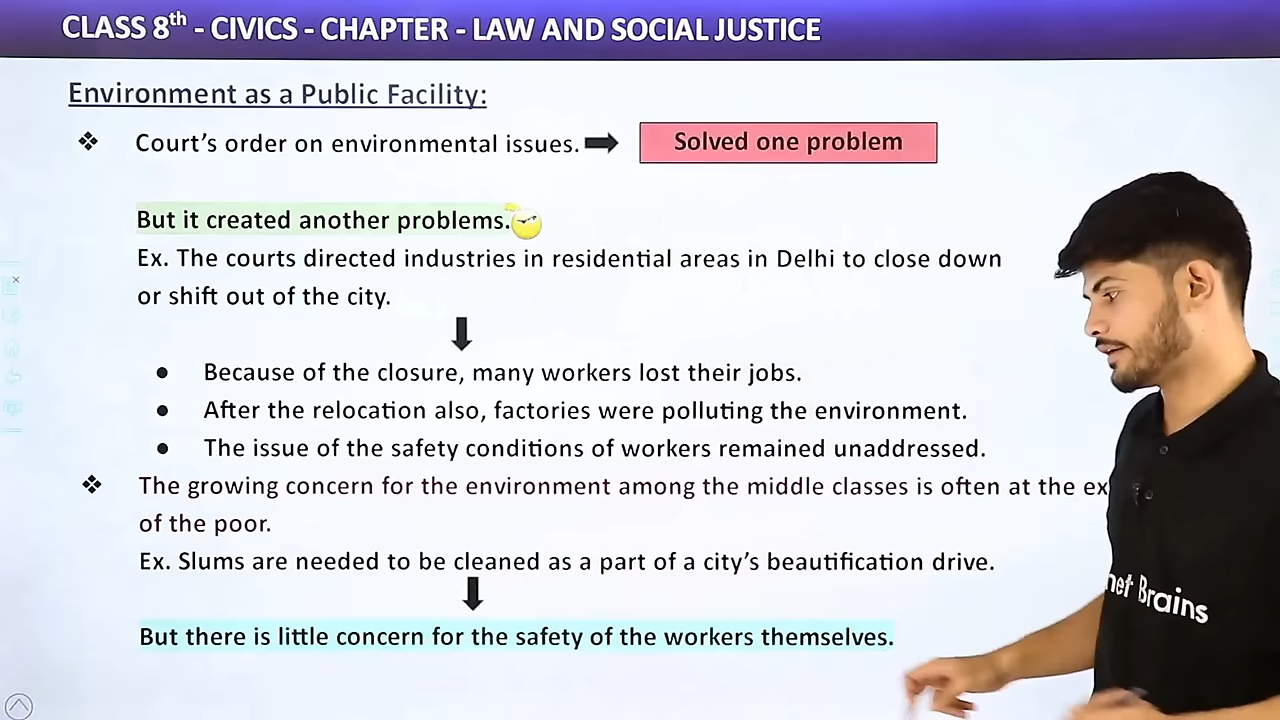 CLASS 8th - CIVICS - CHAPTER - LAW AND SOCIAL JUSTICE
Environment as a Public Facility:
❖ Court's order on environmental issues. ➡ Solved one problem
But it created another problems.
Ex. The courts directed industries in residential areas in Delhi to close down
or shift out of the city.
● Because of the closure, many workers lost their jobs.
● After the relocation also, factories were polluting the environment.
● The issue of the safety conditions of workers remained unaddressed.
❖ The growing concern for the environment among the middle classes is often at the
of the poor.
Ex. Slums are needed to be cleaned as a part of a city's beautification drive.
But there is little concern for the safety of the workers themselves.
Brains